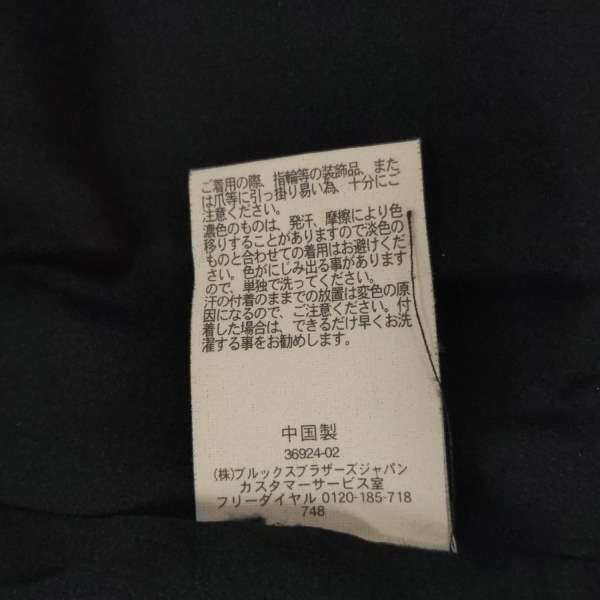 ご着用の際、指輪等の装飾品、また
は爪等に引っ掛り易い為、十分にご
注意ください。
濃色のものは、発汗、摩擦により色
移りすることがありますので淡色の
ものと合わせての着用はお避けくだ
さい。色がにじみ出る事があります
ので、単独で洗ってください。
汗の付着のままでの放置は変色の原
因になるので、ご注意ください。付
着した場合は、できるだけ早くお洗
濯する事をお勧めします。
中国製
36924-02
(株)ブルックスブラザーズジャパン
カスタマーサービス室
フリーダイヤル 0120-185-718
748